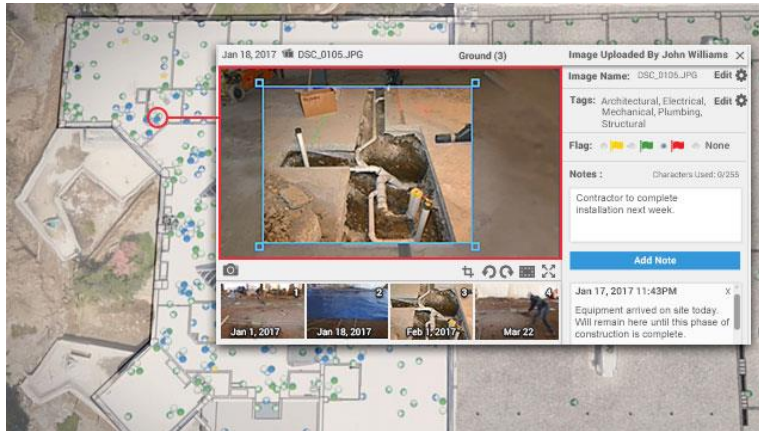 Jan 18, 2017 DSC_0105.JPG Ground (3) Image Uploaded By John Williams ×
Image Name: DSC_0105.JPG Edit
Tags: Architectural, Electrical, Edit
Mechanical, Plumbing,
Structural
Flag: None
Notes : Characters Used: 0/255
Contractor to complete
installation next week.
Add Note
1 2 3 4
Jan 1, 2017 Jan 18, 2017 Feb 1, 2017 Mar 22
Jan 17, 2017 11:43PM x
Equipment arrived on site today.
Will remain here until this phase of
construction is complete.